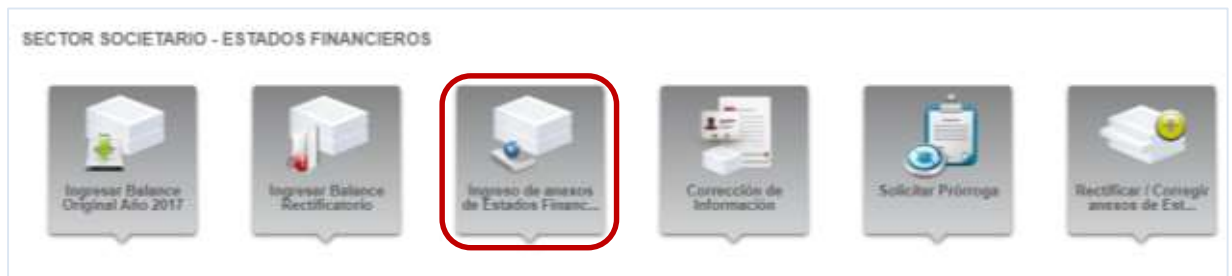 SECTOR SOCIETARIO - ESTADOS FINANCIEROS
Ingresar Balance
Original Año 2017
Ingresar Balance
Rectificatorio
Ingreso de anexos
de Estados Financ...
Corrección de
Información
Solicitar Prórroga
Rectificar / Corregir
anexos de Est...